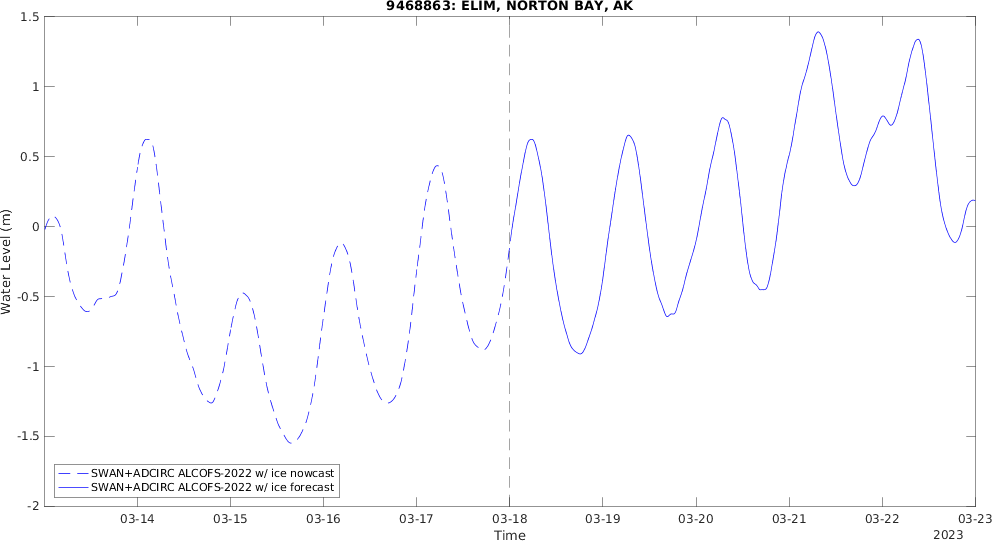 9468863: ELIM, NORTON BAY, AK
1.5
1
0.5
0
-0.5
-1
-1.5
-2
Water Level (m)
SWAN+ADCIRC ALCOFS-2022 w/ ice nowcast
SWAN+ADCIRC ALCOFS-2022 w/ ice forecast
03-14 03-15 03-16 03-17 03-18 03-19 03-20 03-21 03-22 03-23
Time
2023